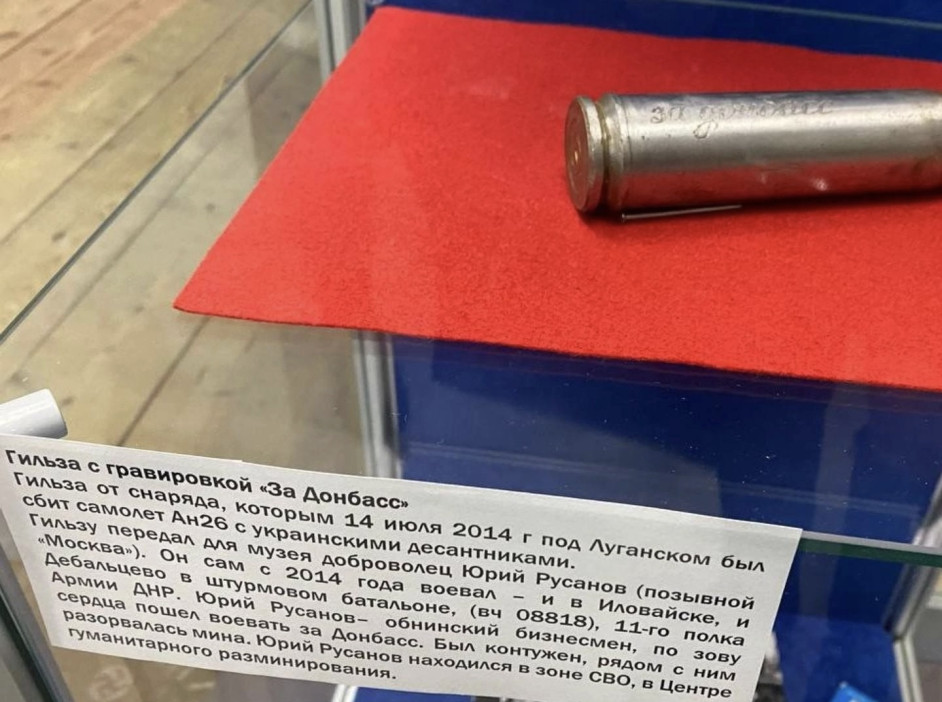 за донбасс
Гильза с гравировкой «За Донбасс»
Гильза от снаряда, которым 14 июля 2014 г под Луганском был
сбит самолет Ан26 с украинскими десантниками.
Гильзу передал для музея доброволец Юрий Русанов (позывной
«Москва»). Он сам с 2014 года воевал – и в Иловайске, и
Дебальцево в штурмовом батальоне, (вч 08818), 11-го полка
Армии ДНР. Юрий Русанов– обнинский бизнесмен, по зову
сердца пошел воевать за Донбасс. Был контужен, рядом с ним
разорвалась мина. Юрий Русанов находился в зоне СВО, в Центре
гуманитарного разминирования.